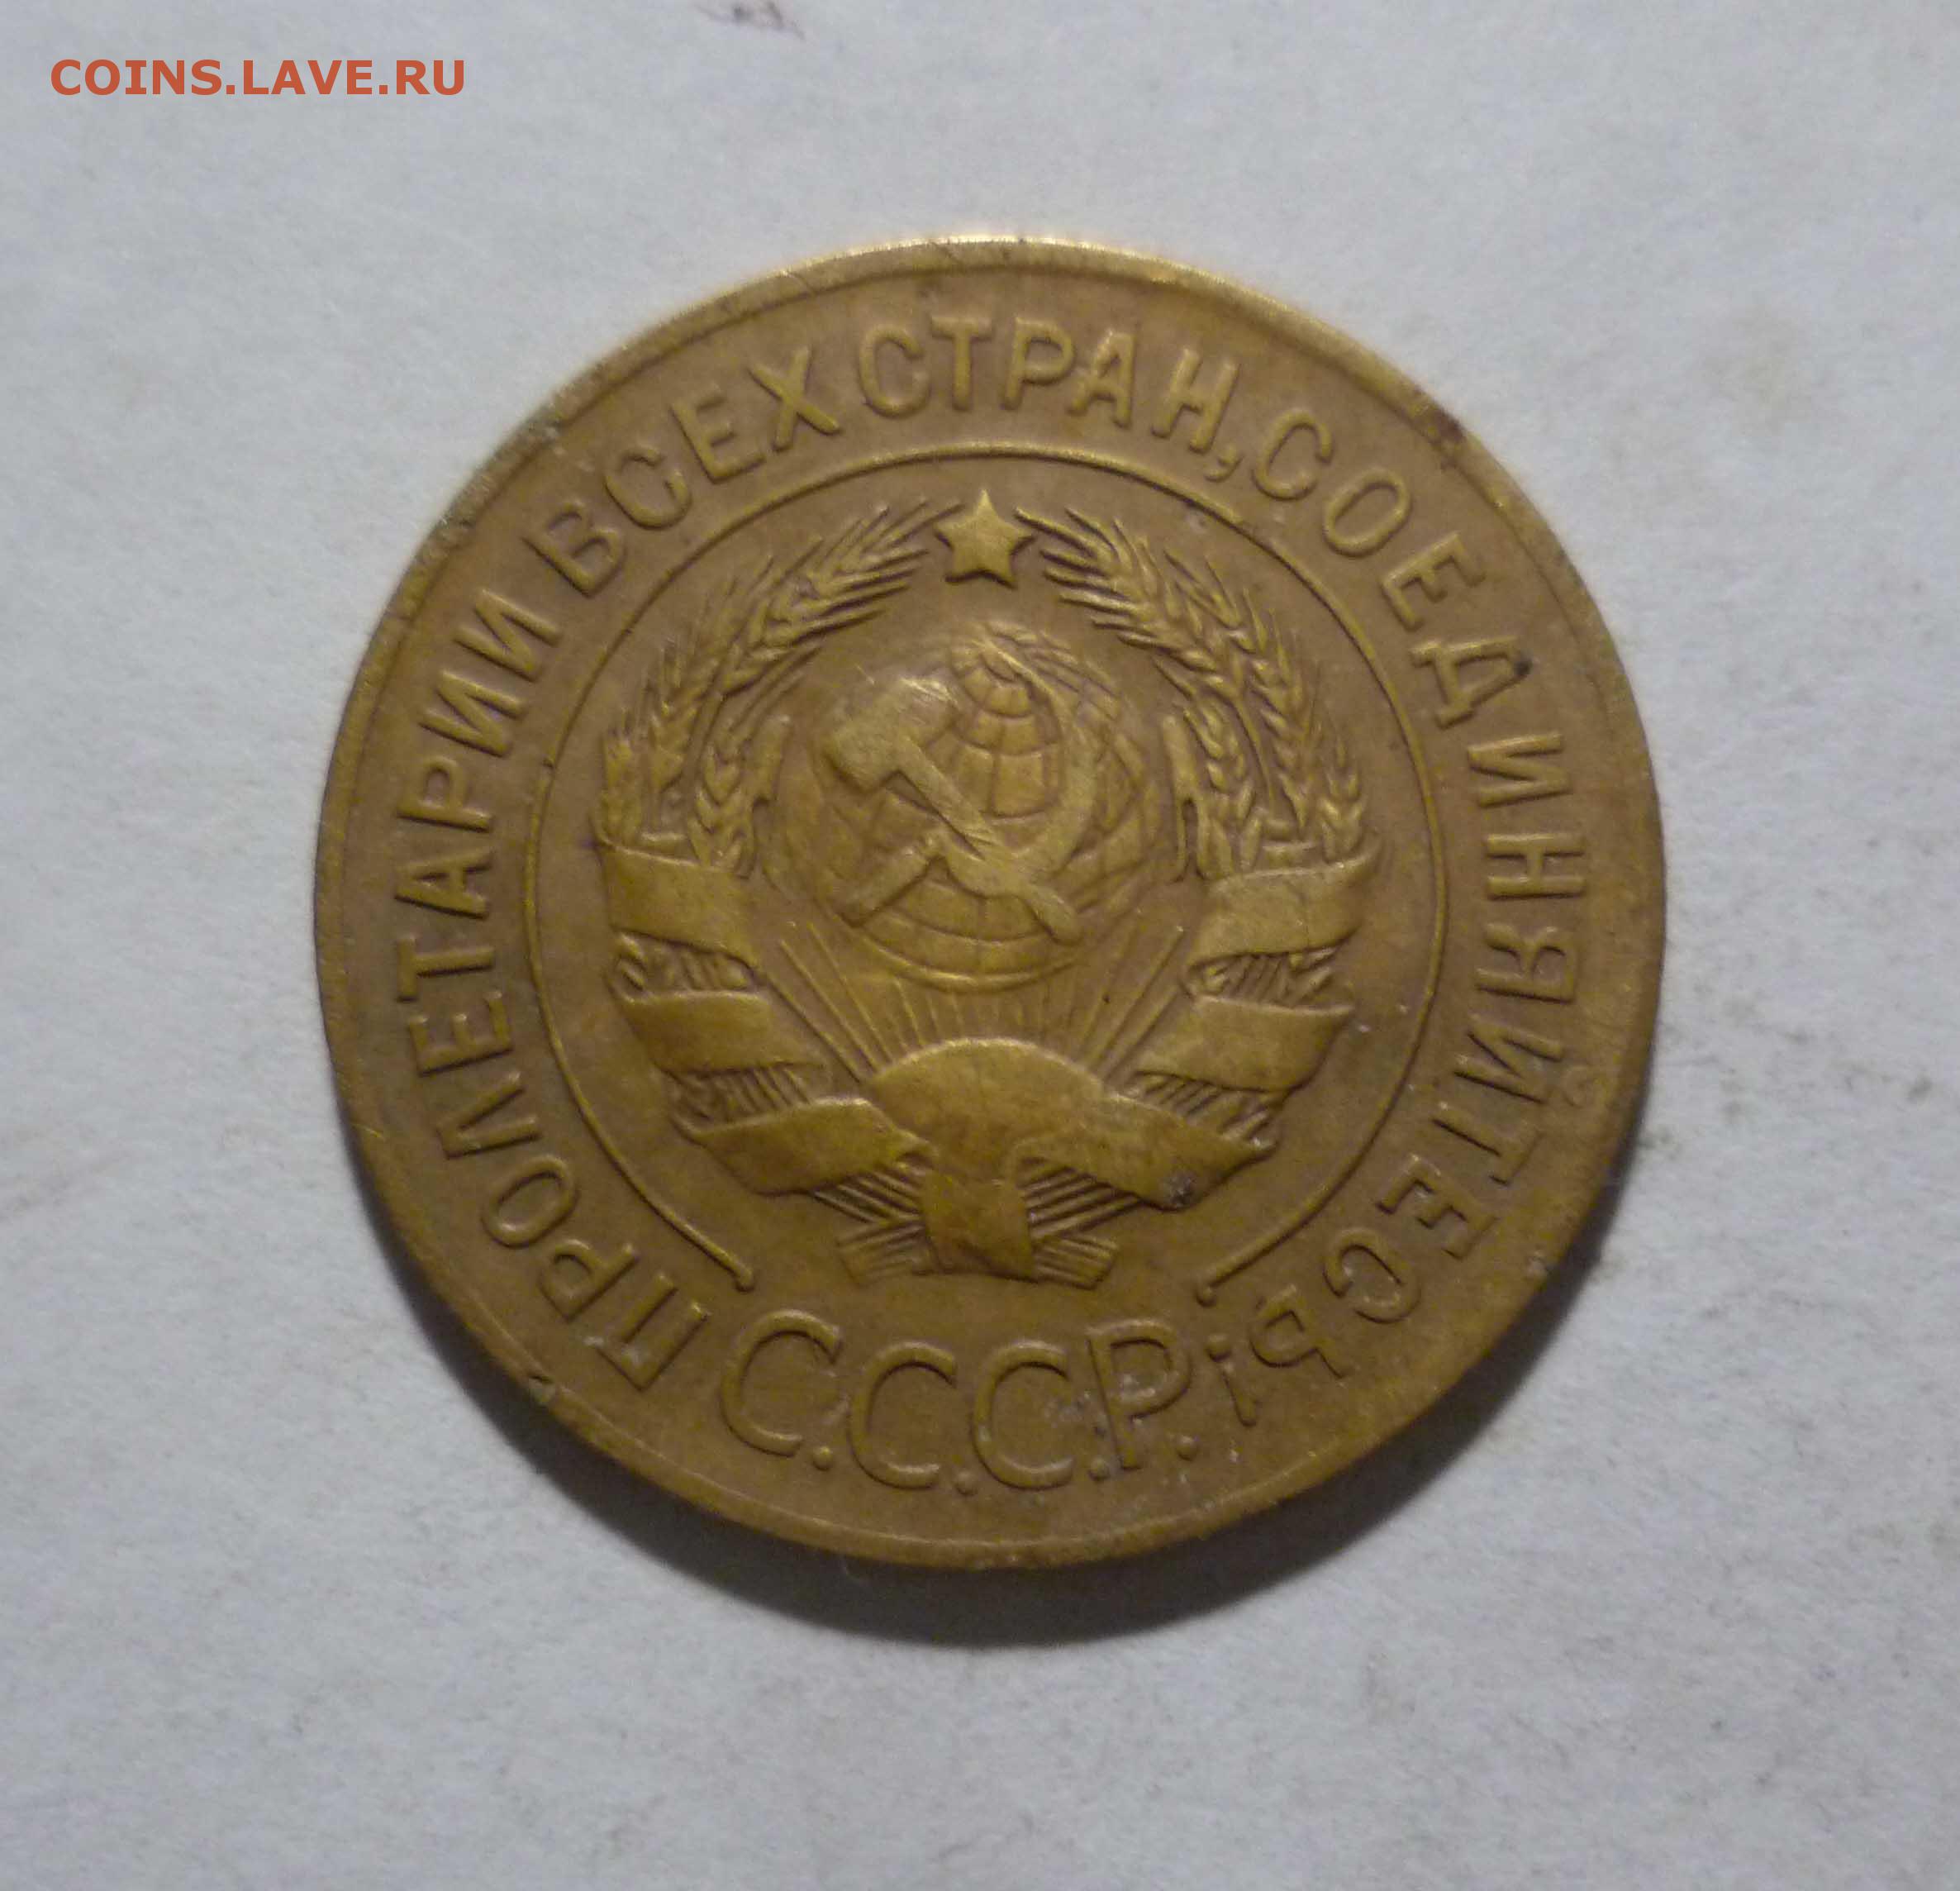 COINS.LAVE.RU
ПРОЛЕТАРИИ ВСЕХ СТРАН, СОЕДИНЯЙТЕСЬ!
С.С.С.Р.